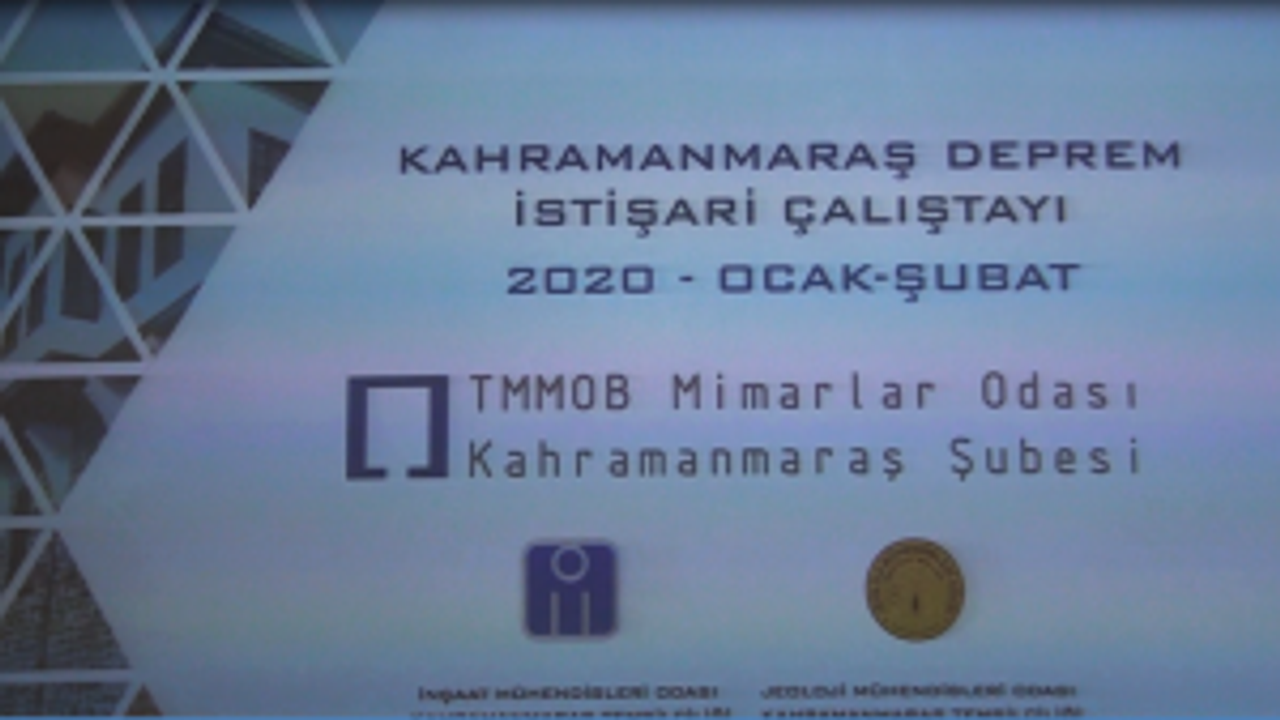 KAHRAMANMARAŞ DEPREM
İSTİŞARİ ÇALIŞTAYI
2020 - OCAK-ŞUBAT
TMMOB Mimarlar Odası
Kahramanmaraş Şubesi
İNŞAAT MÜHENDİSLERİ ODASI
JEOLOJİ MÜHENDİSLERİ ODASI